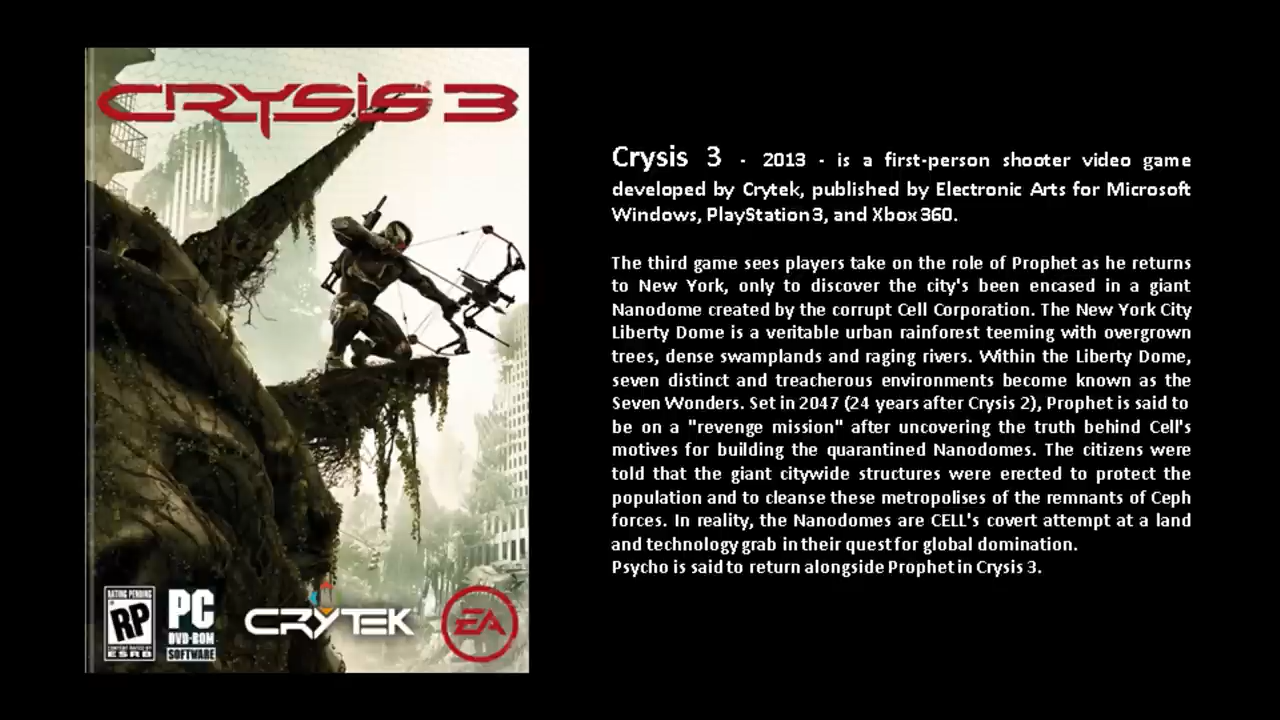 CRYSIS 3
Crysis 3 - 2013 - is a first-person shooter video game
developed by Crytek, published by Electronic Arts for Microsoft
Windows, PlayStation 3, and Xbox 360.
The third game sees players take on the role of Prophet as he returns
to New York, only to discover the city's been encased in a giant
Nanodome created by the corrupt Cell Corporation. The New York City
Liberty Dome is a veritable urban rainforest teeming with overgrown
trees, dense swamplands and raging rivers. Within the Liberty Dome,
seven distinct and treacherous environments become known as the
Seven Wonders. Set in 2047 (24 years after Crysis 2), Prophet is said to
be on a "revenge mission" after uncovering the truth behind Cell's
motives for building the quarantined Nanodomes. The citizens were
told that the giant citywide structures were erected to protect the
population and to cleanse these metropolises of the remnants of Ceph
forces. In reality, the Nanodomes are CELL's covert attempt at a land
and technology grab in their quest for global domination.
Psycho is said to return alongside Prophet in Crysis 3.
RATING PENDING
RP
CONTENT RATED BY
ESRB
PC
DVD-ROM
SOFTWARE
CRYTEK
EA